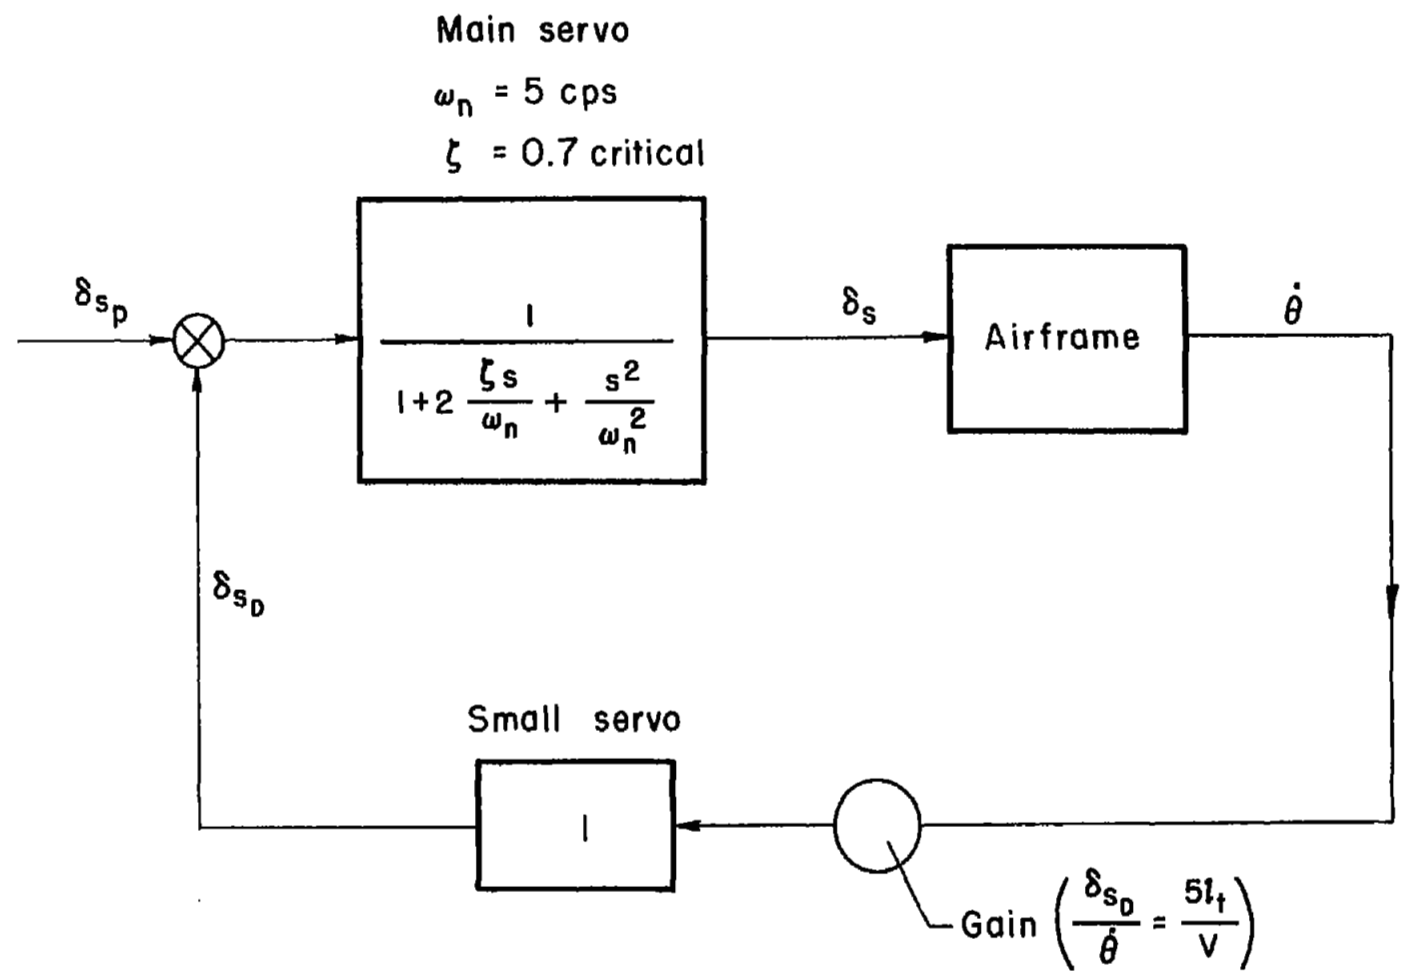 Main servo
ωn = 5 cps
ζ = 0.7 critical
δsp
1
1+2 ζs/ωn + s²/ωn²
δs
Airframe
θ̇
δsD
Small servo
1
Gain (δsD/θ̇ = 5lt/V)